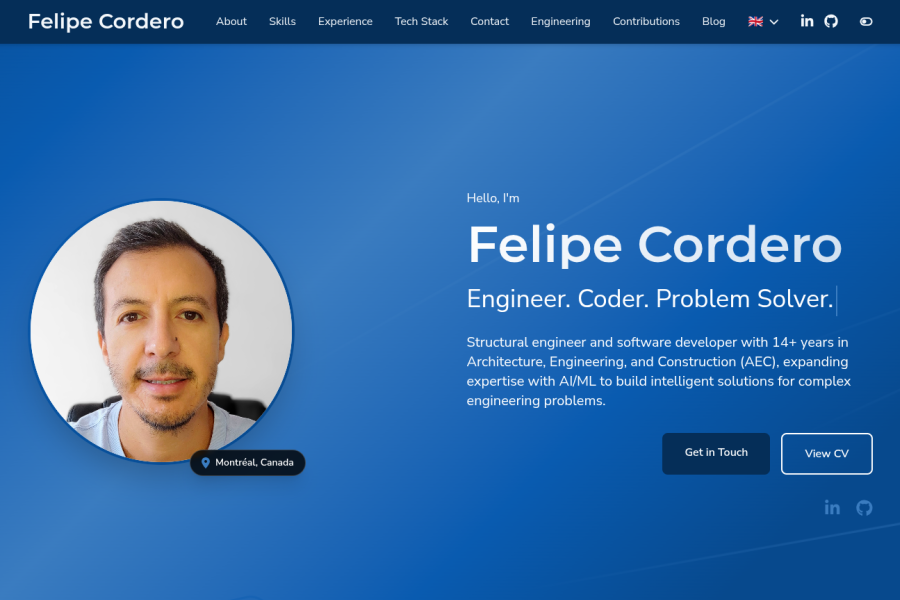 Felipe Cordero
About
Skills
Experience
Tech Stack
Contact
Engineering
Contributions
Blog
Hello, I'm
Felipe Cordero
Engineer. Coder. Problem Solver.
Structural engineer and software developer with 14+ years in
Architecture, Engineering, and Construction (AEC), expanding
expertise with AI/ML to build intelligent solutions for complex
engineering problems.
Montréal, Canada
Get in Touch
View CV